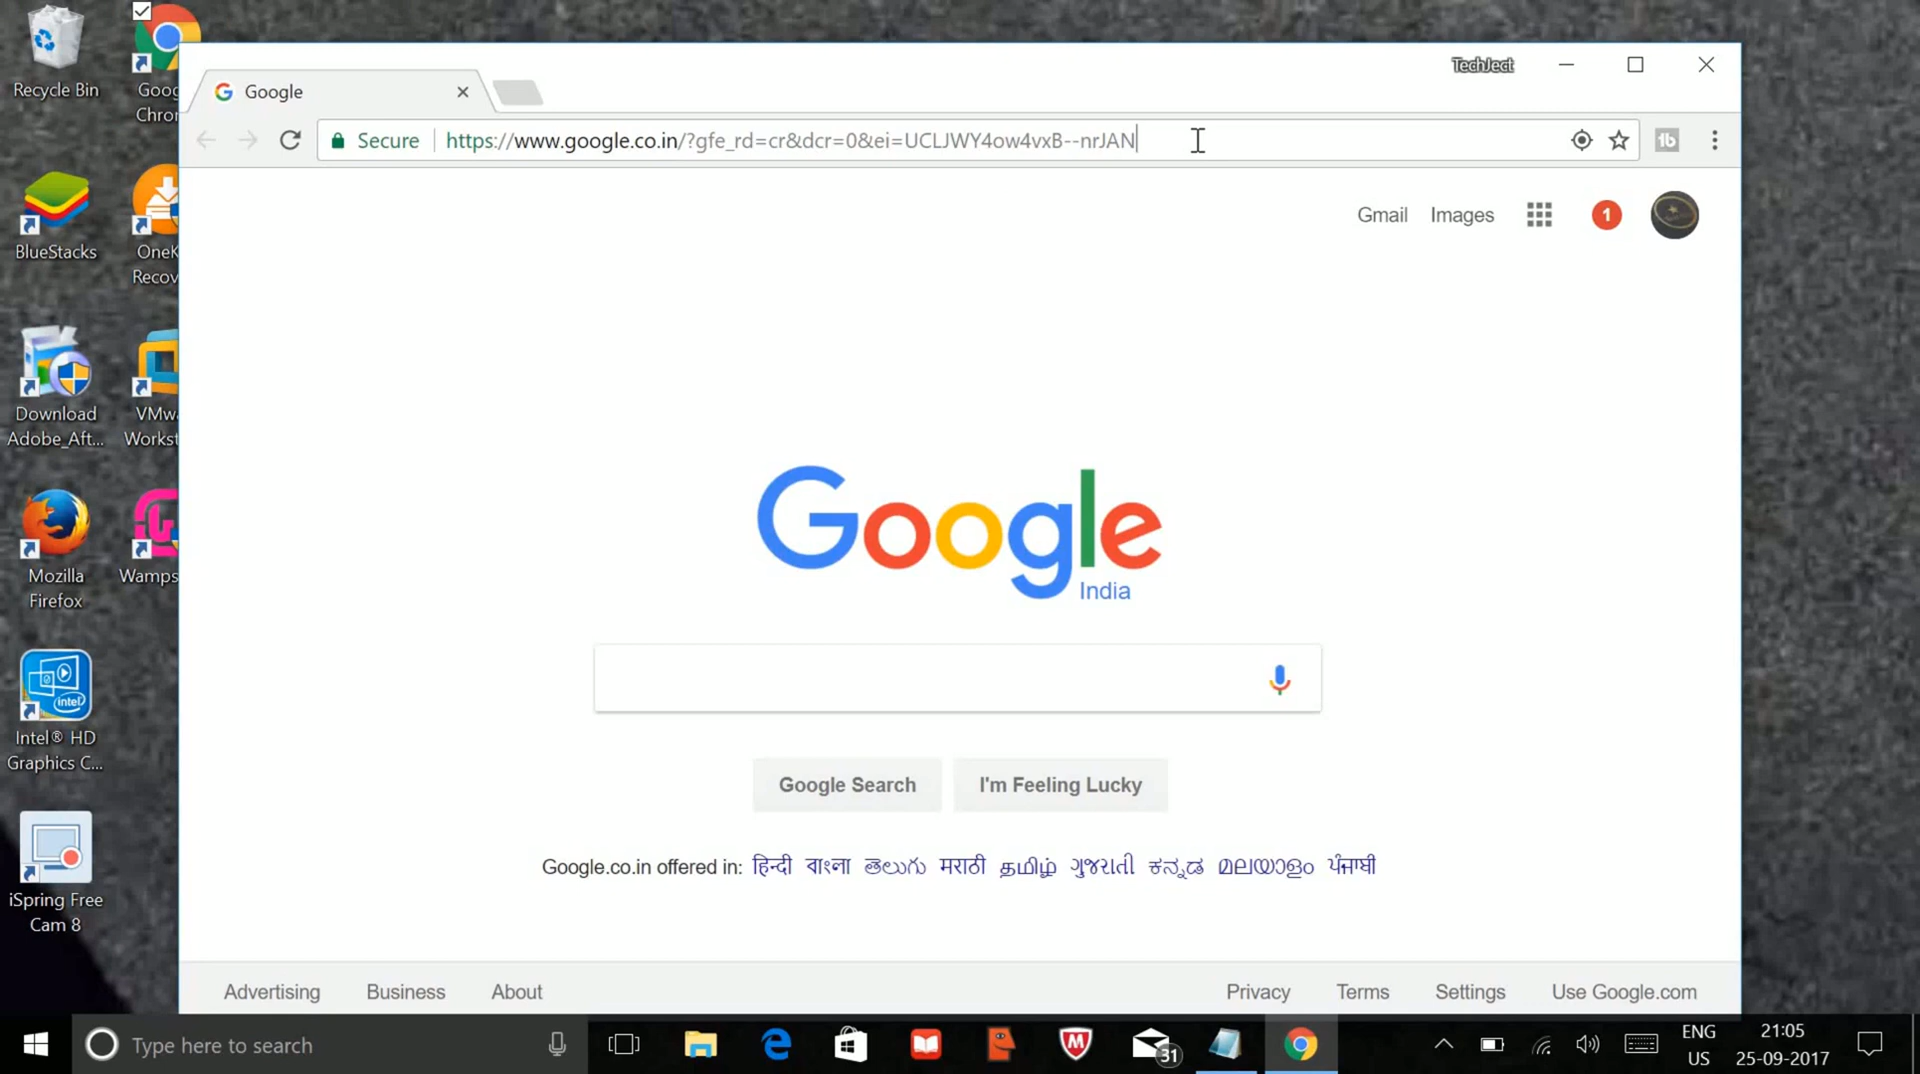 Recycle Bin
Goog
Chrom
BlueStacks
OneK
Recov
Download
Adobe_Aft...
VMwa
Workst
Mozilla
Firefox
Wamps
Intel® HD
Graphics C...
iSpring Free
Cam 8
Google
TechJect
Secure
https://www.google.co.in/?gfe_rd=cr&dcr=0&ei=UCLJWY4ow4vxB--nrJAN
1b
Gmail
Images
1
Google
India
Google Search
I'm Feeling Lucky
Google.co.in offered in: हिन्दी বাংলা తెలుగు मराठी தமிழ் ગુજરાતી ಕನ್ನಡ മലയാളം ਪੰਜਾਬੀ
Advertising
Business
About
Privacy
Terms
Settings
Use Google.com
Type here to search
31
ENG
US
21:05
25-09-2017